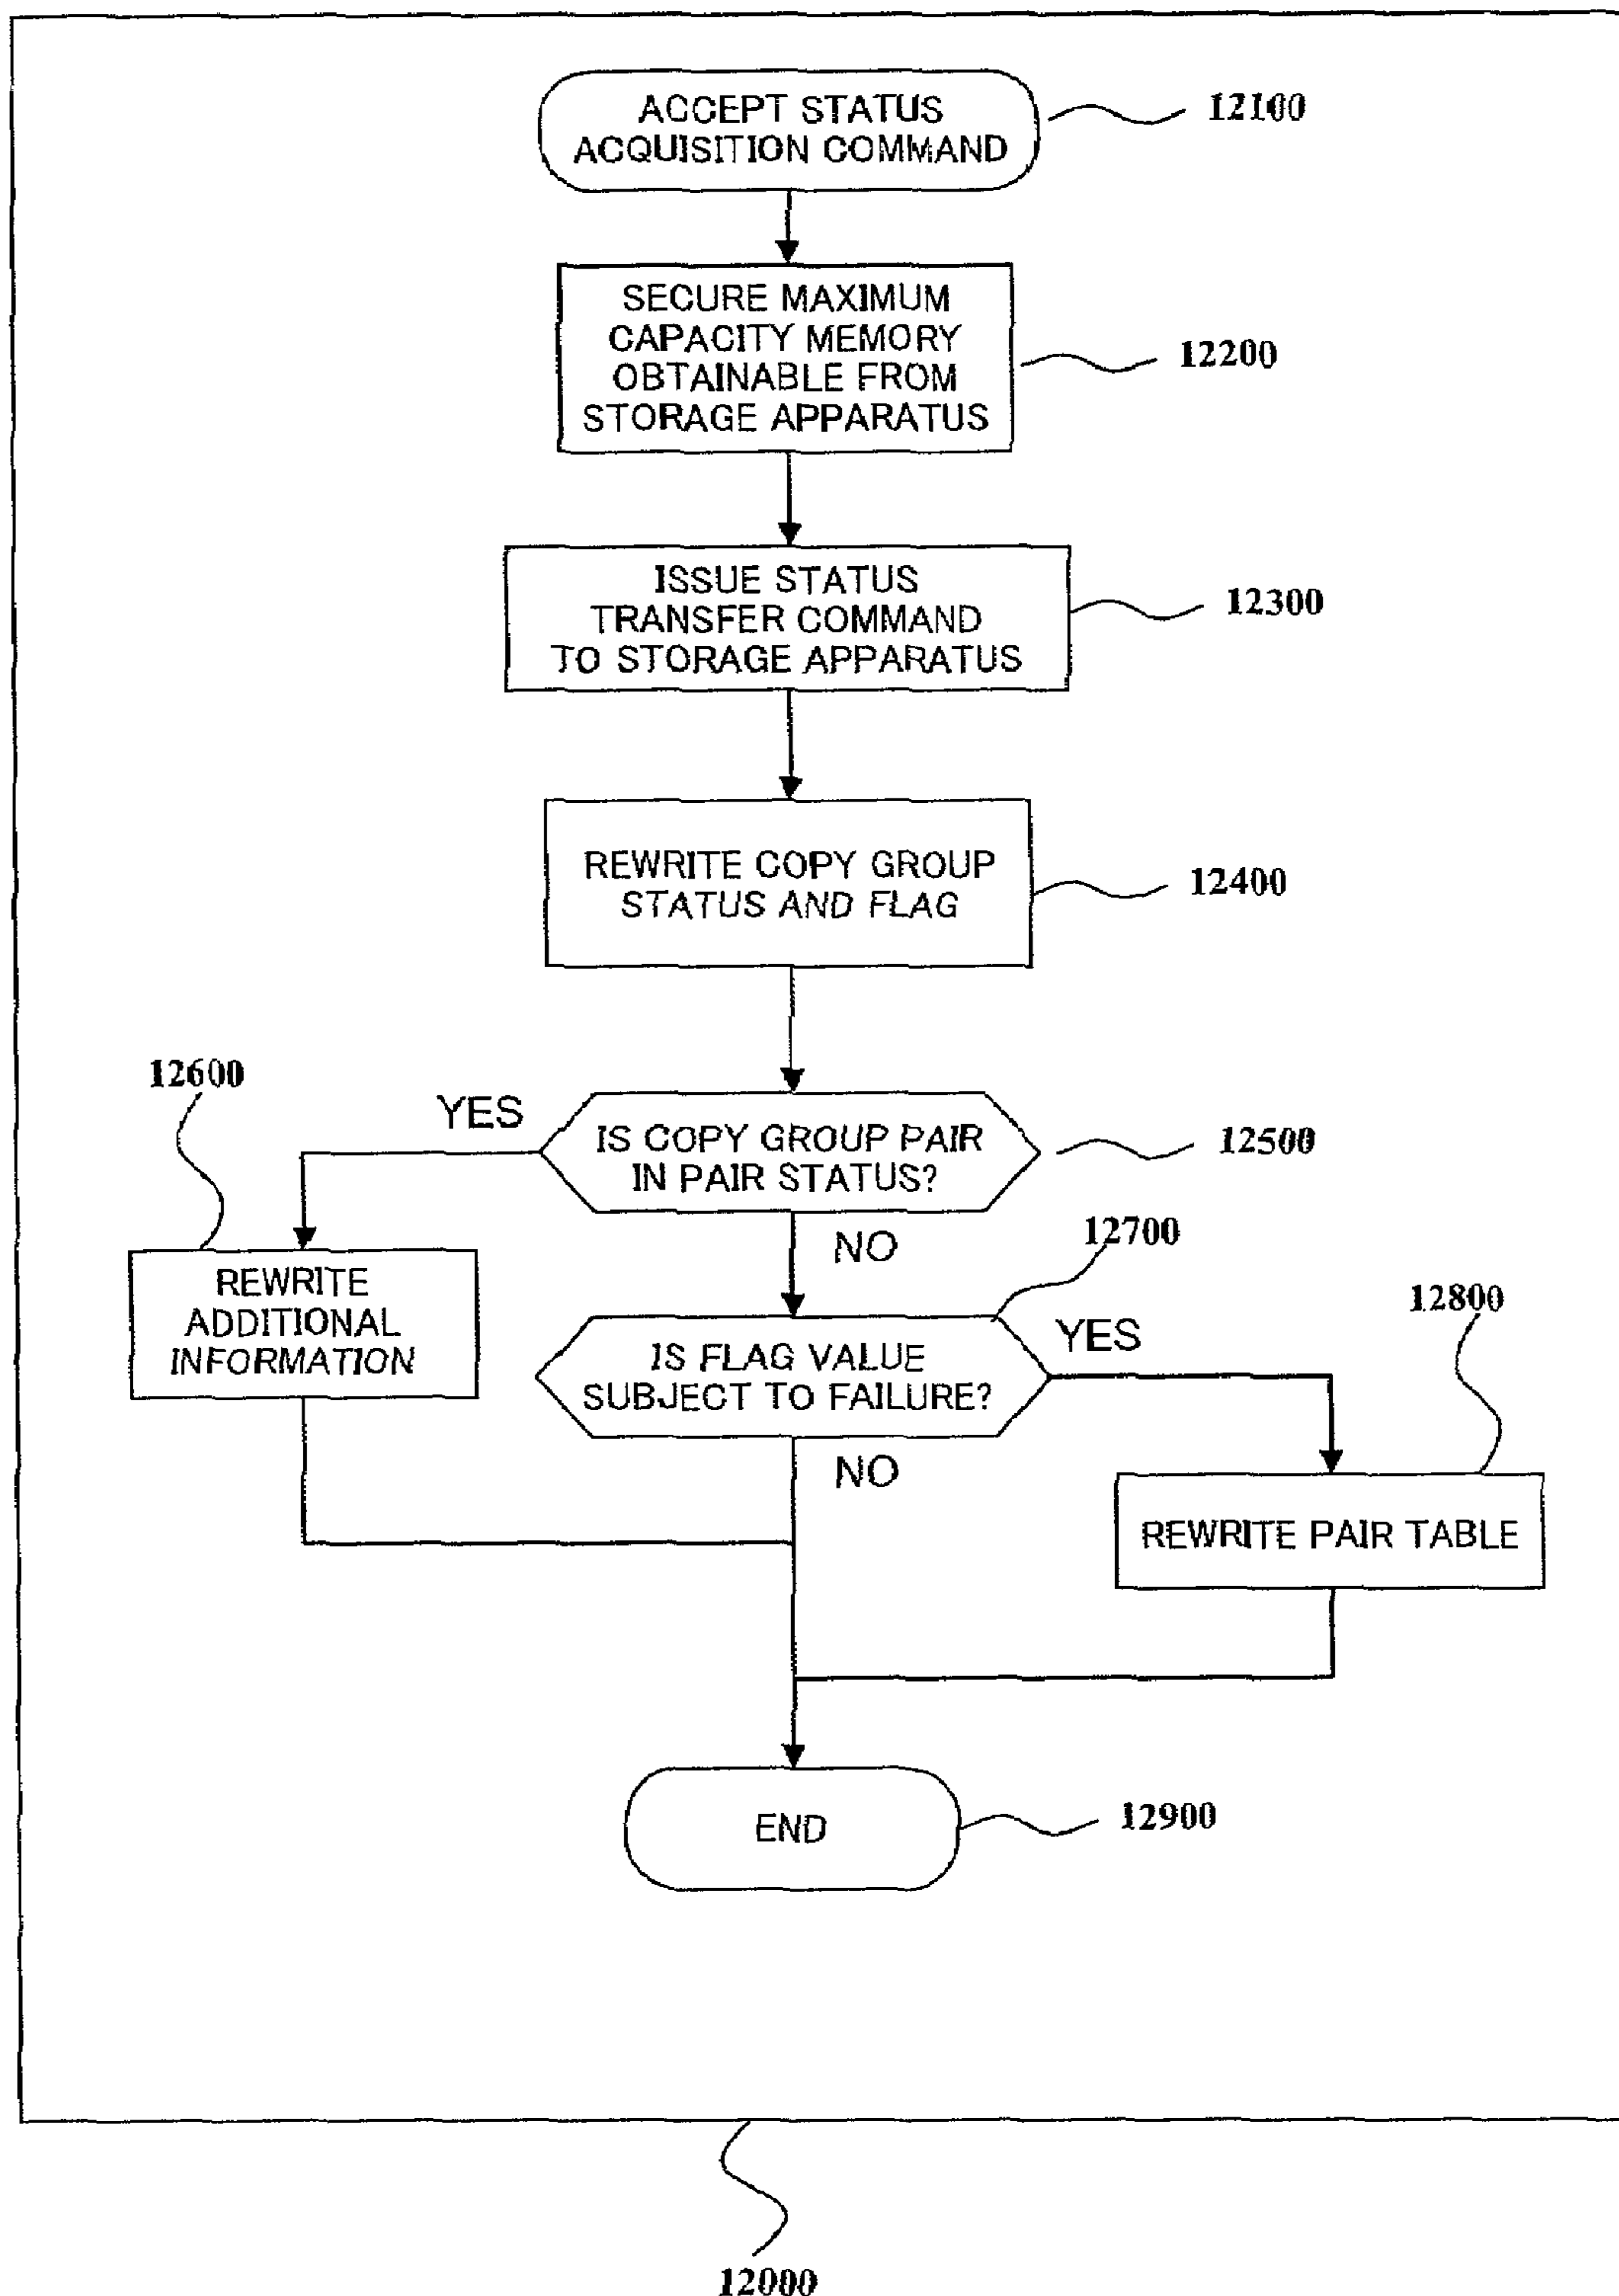 ACCEPT STATUS
ACQUISITION COMMAND
12100
SECURE MAXIMUM
CAPACITY MEMORY
OBTAINABLE FROM
STORAGE APPARATUS
12200
ISSUE STATUS
TRANSFER COMMAND
TO STORAGE APPARATUS
12300
REWRITE COPY GROUP
STATUS AND FLAG
12400
12600
YES
IS COPY GROUP PAIR
IN PAIR STATUS?
12500
NO
12700
REWRITE
ADDITIONAL
INFORMATION
IS FLAG VALUE
SUBJECT TO FAILURE?
YES
12800
NO
REWRITE PAIR TABLE
END
12900
12000